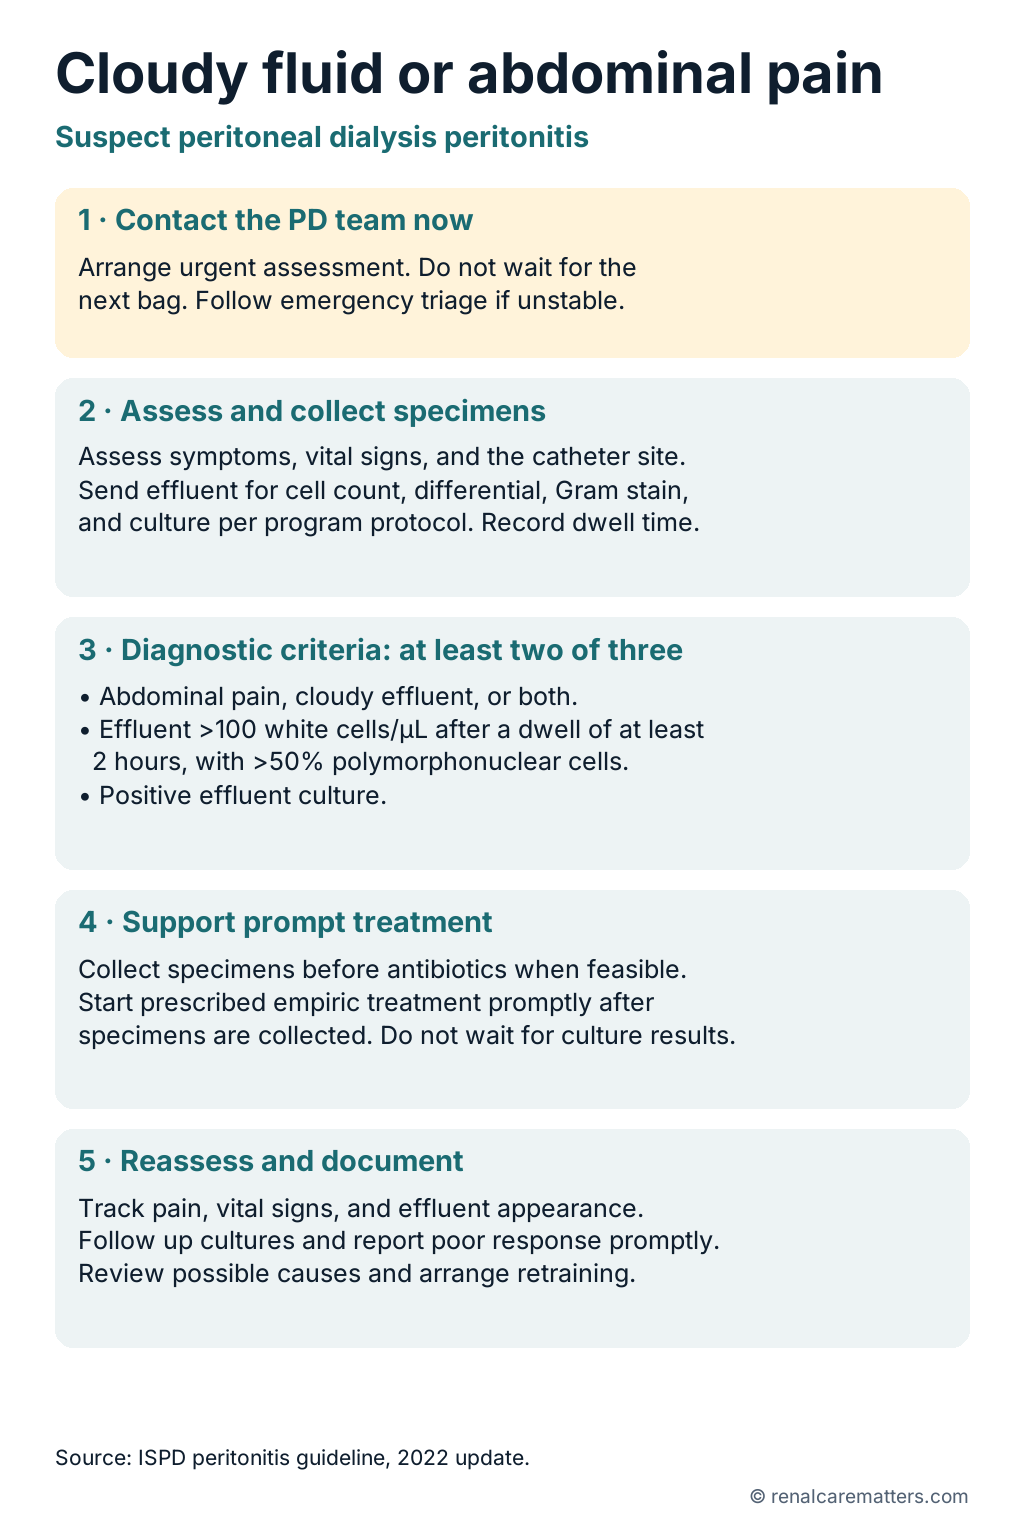 Cloudy fluid or abdominal pain
Suspect peritoneal dialysis peritonitis
1 · Contact the PD team now
Arrange urgent assessment. Do not wait for the
next bag. Follow emergency triage if unstable.
2 · Assess and collect specimens
Assess symptoms, vital signs, and the catheter site.
Send effluent for cell count, differential, Gram stain,
and culture per program protocol. Record dwell time.
3 · Diagnostic criteria: at least two of three
• Abdominal pain, cloudy effluent, or both.
• Effluent >100 white cells/µL after a dwell of at least
2 hours, with >50% polymorphonuclear cells.
• Positive effluent culture.
4 · Support prompt treatment
Collect specimens before antibiotics when feasible.
Start prescribed empiric treatment promptly after
specimens are collected. Do not wait for culture results.
5 · Reassess and document
Track pain, vital signs, and effluent appearance.
Follow up cultures and report poor response promptly.
Review possible causes and arrange retraining.
Source: ISPD peritonitis guideline, 2022 update.
© renalcarematters.com